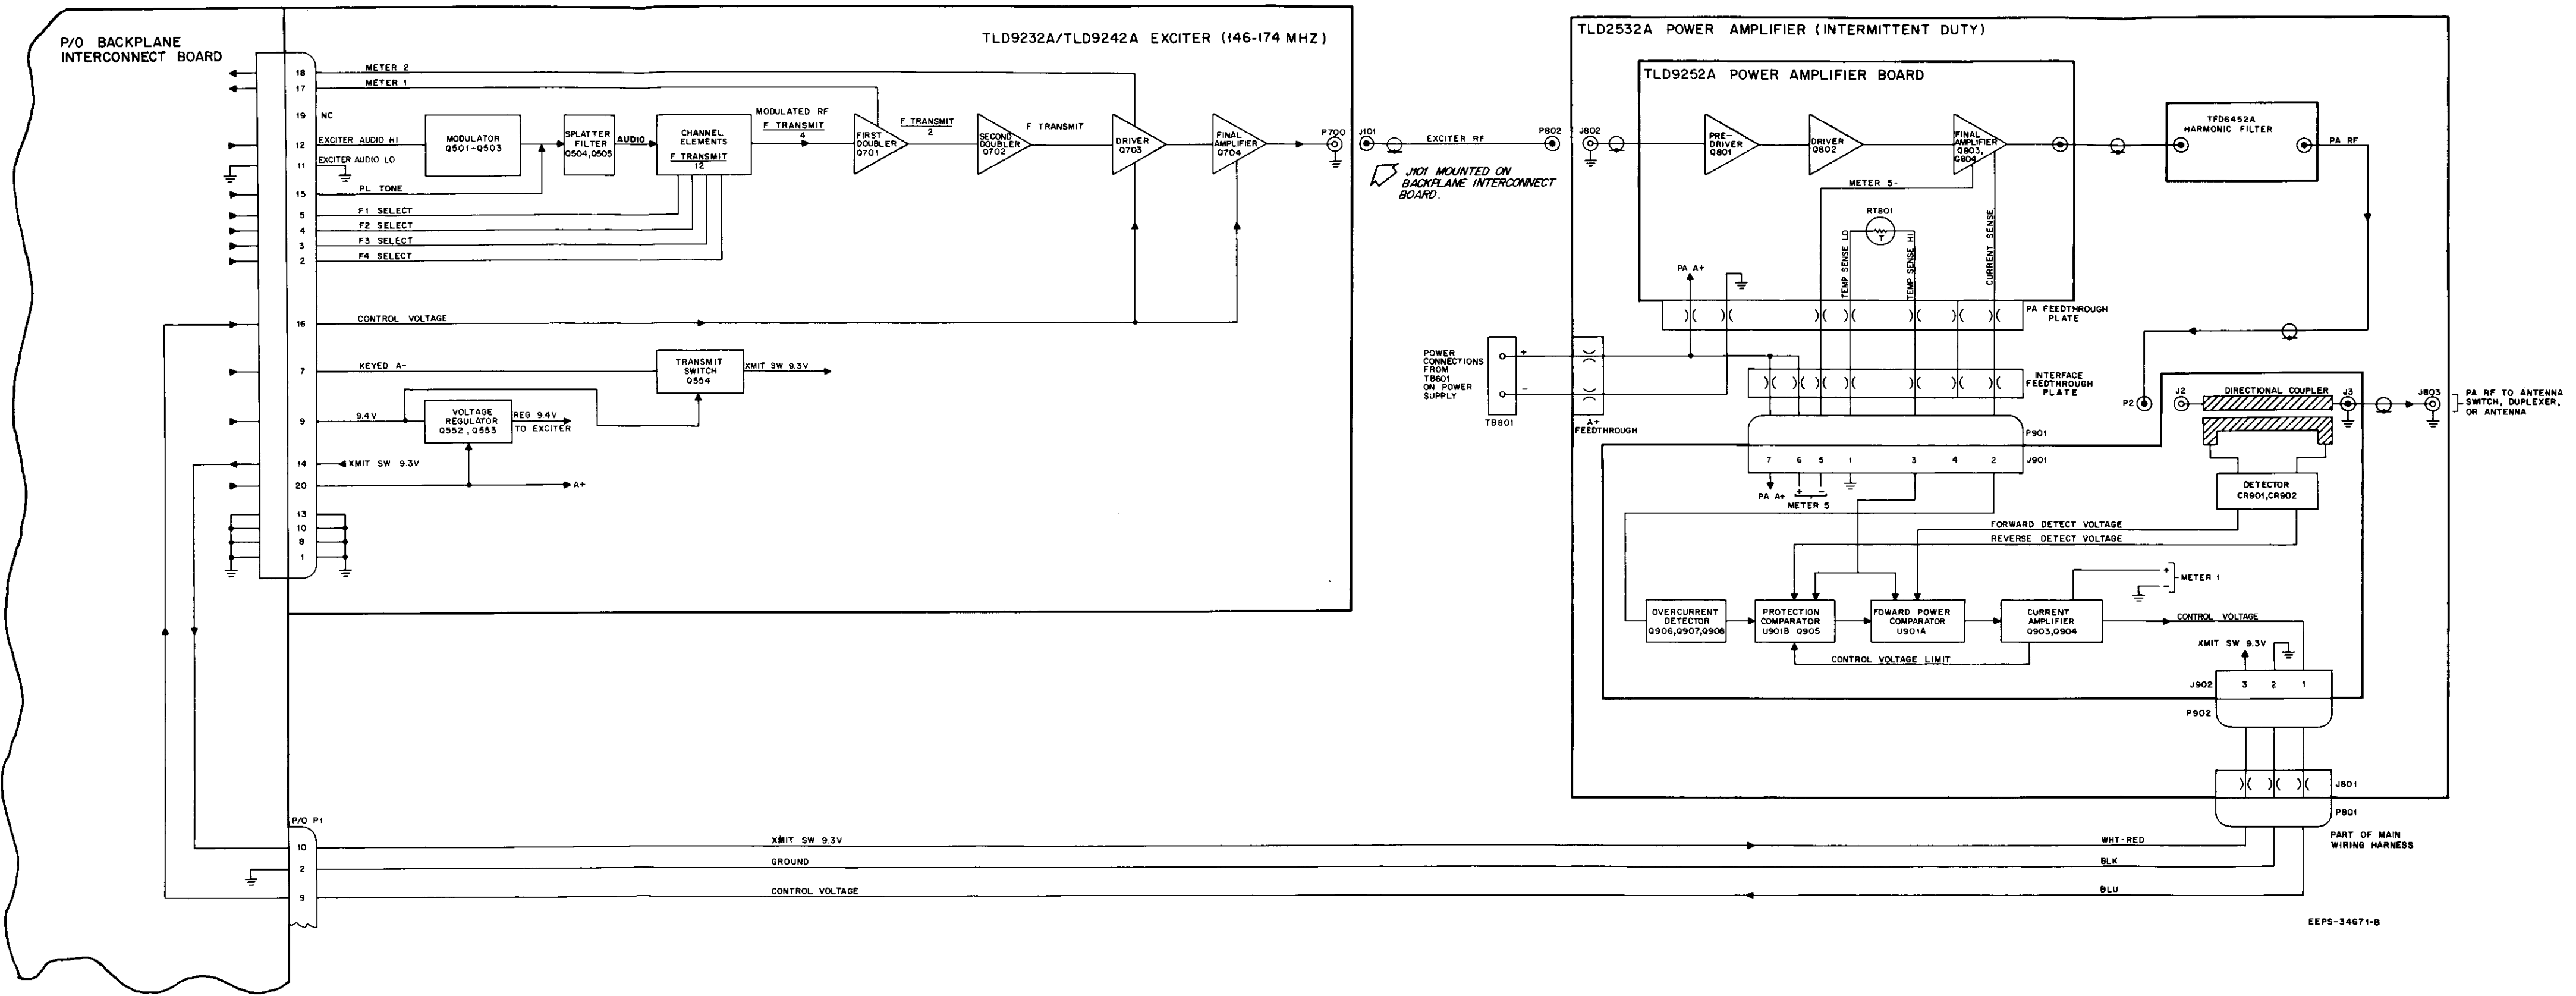 P/O BACKPLANE
INTERCONNECT BOARD
TLD9232A/TLD9242A EXCITER (146-174 MHZ)
18
METER 2
17
METER 1
19
NC
12
EXCITER AUDIO HI
11
EXCITER AUDIO LO
15
PL TONE
5
F1 SELECT
4
F2 SELECT
3
F3 SELECT
2
F4 SELECT
16
CONTROL VOLTAGE
7
KEYED A-
9
9.4V
14
XMIT SW 9.3V
20
A+
13
10
8
1
MODULATOR
Q501-Q503
SPLATTER
FILTER
Q504,Q505
AUDIO
CHANNEL
ELEMENTS
F TRANSMIT
12
MODULATED RF
F TRANSMIT
4
FIRST
DOUBLER
Q701
F TRANSMIT
2
SECOND
DOUBLER
Q702
F TRANSMIT
DRIVER
Q703
FINAL
AMPLIFIER
Q704
P700
TRANSMIT
SWITCH
Q554
XMIT SW 9.3V
VOLTAGE
REGULATOR
Q552, Q553
REG 9.4V
TO EXCITER
J101
EXCITER RF
P802
J101 MOUNTED ON
BACKPLANE INTERCONNECT
BOARD.
TLD2532A POWER AMPLIFIER (INTERMITTENT DUTY)
J802
TLD9252A POWER AMPLIFIER BOARD
PRE-
DRIVER
Q801
DRIVER
Q802
FINAL
AMPLIFIER
Q803,
Q804
METER 5-
RT801
T
TEMP SENSE LO
TEMP SENSE HI
CURRENT SENSE
PA A+
PA FEEDTHROUGH
PLATE
TFD6452A
HARMONIC FILTER
PA RF
POWER
CONNECTIONS
FROM
TB601
ON POWER
SUPPLY
+
-
TB801
A+
FEEDTHROUGH
INTERFACE
FEEDTHROUGH
PLATE
P901
J901
7
6
5
1
3
4
2
PA A+
+
-
METER 5
P2
J2
DIRECTIONAL COUPLER
J3
J803
PA RF TO ANTENNA
SWITCH, DUPLEXER,
OR ANTENNA
DETECTOR
CR901,CR902
FORWARD DETECT VOLTAGE
REVERSE DETECT VOLTAGE
+
-
METER 1
OVERCURRENT
DETECTOR
Q906,Q907,Q908
PROTECTION
COMPARATOR
U901B Q905
FOWARD POWER
COMPARATOR
U901A
CURRENT
AMPLIFIER
Q903,Q904
CONTROL VOLTAGE
CONTROL VOLTAGE LIMIT
XMIT SW 9.3V
J902
3
2
1
P902
J801
P801
PART OF MAIN
WIRING HARNESS
P/O P1
10
XMIT SW 9.3V
WHT-RED
2
GROUND
BLK
9
CONTROL VOLTAGE
BLU
EEPS-34671-B